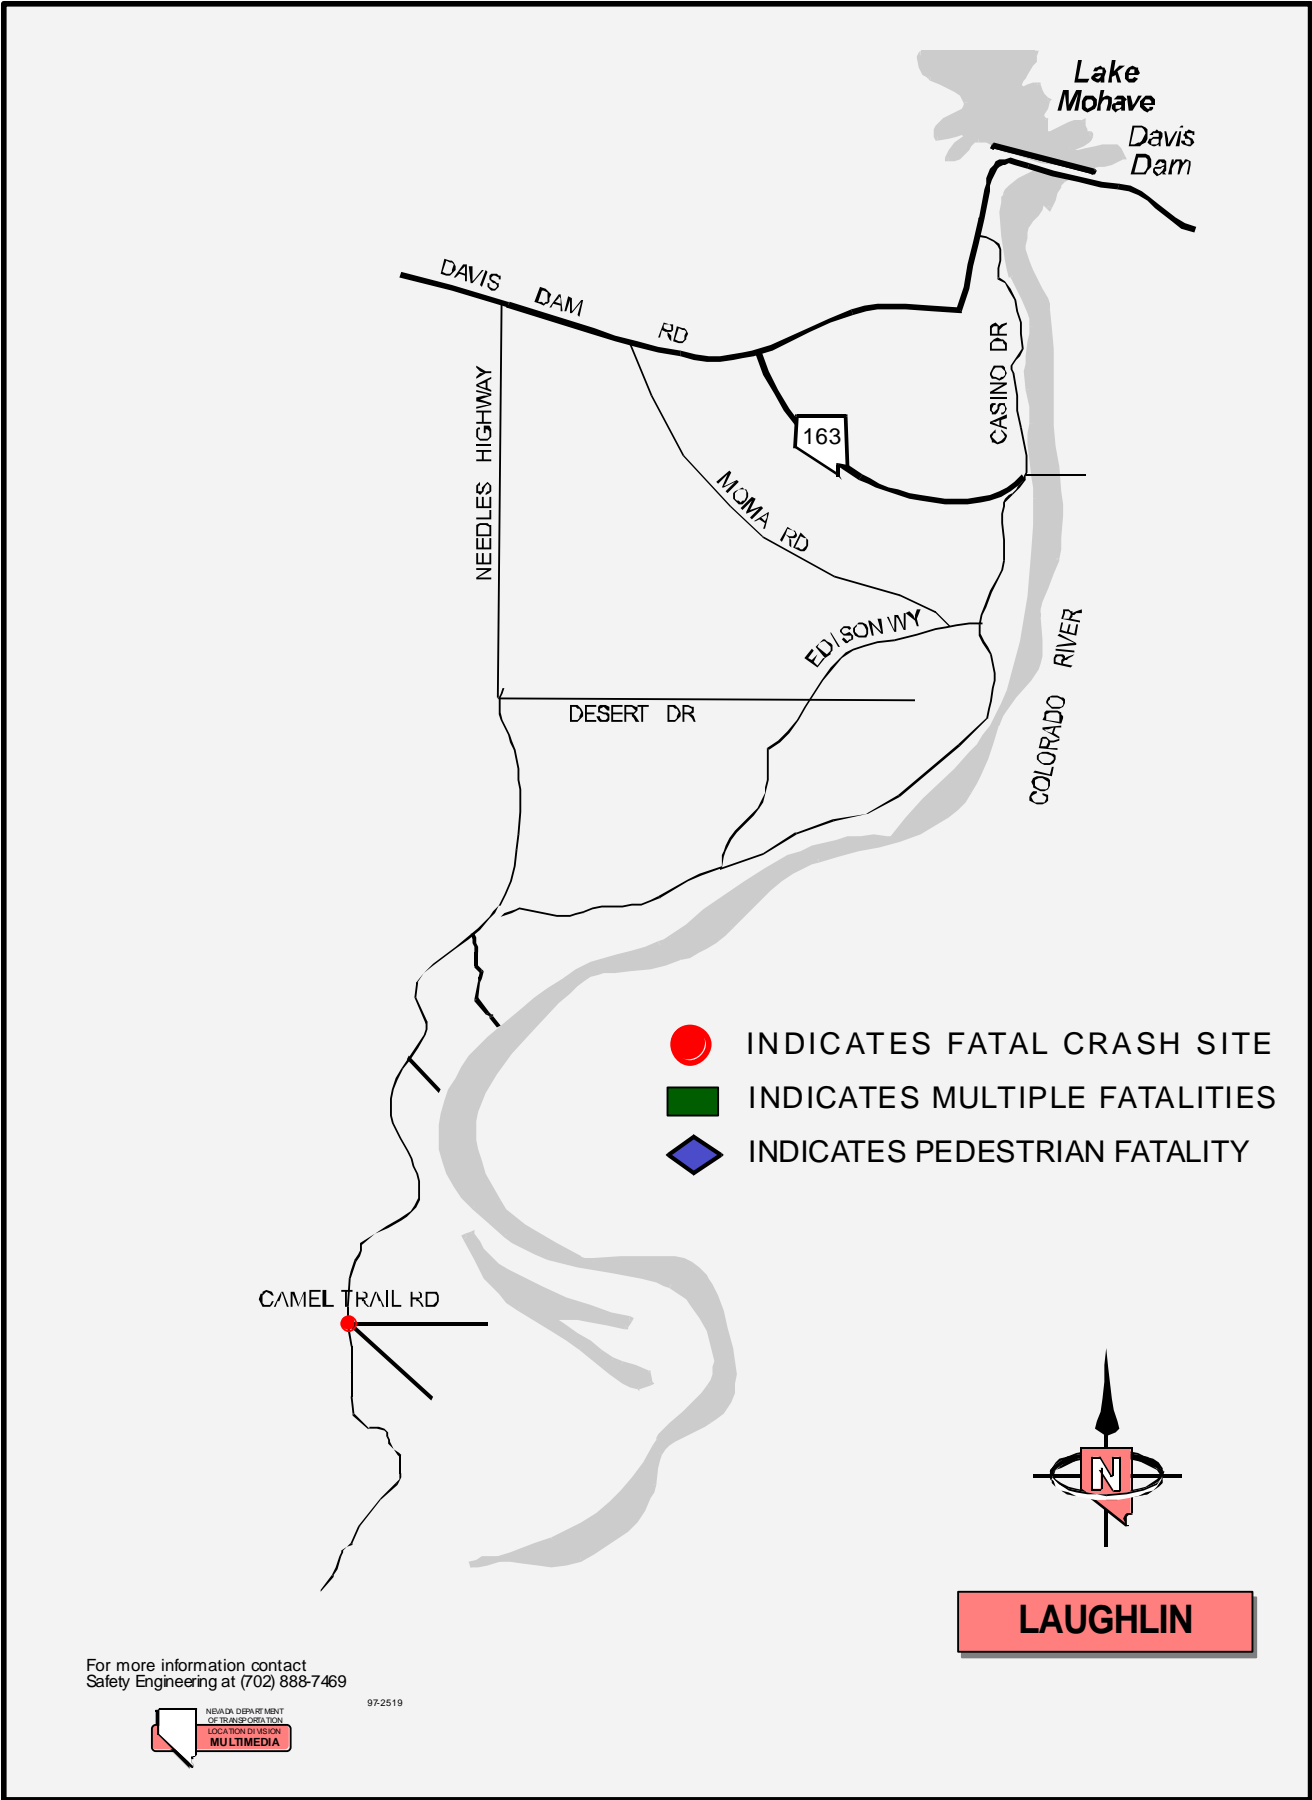 Lake
Mohave
Davis
Dam
DAVIS DAM RD
NEEDLES HIGHWAY
CASINO DR
163
MOMA RD
EDISON WY
COLORADO RIVER
DESERT DR
INDICATES FATAL CRASH SITE
INDICATES MULTIPLE FATALITIES
INDICATES PEDESTRIAN FATALITY
CAMEL TRAIL RD
N
LAUGHLIN
For more information contact
Safety Engineering at (702) 888-7469
97-2519
NEVADA DEPARTMENT
OF TRANSPORTATION
LOCATION DIVISION
MULTIMEDIA